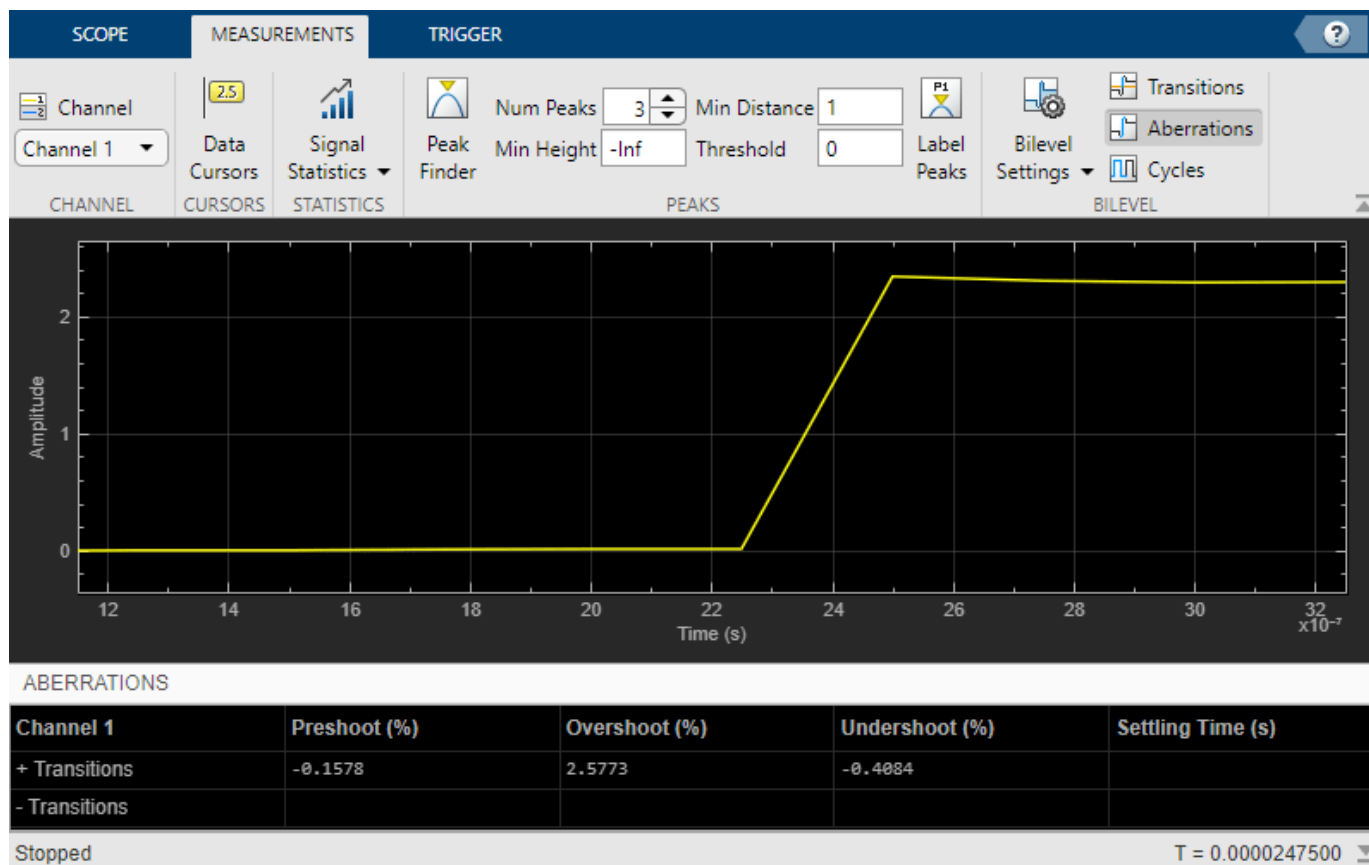 SCOPE MEASUREMENTS TRIGGER ?
Channel
Channel 1
CHANNEL
2.5
Data
Cursors
CURSORS
Signal
Statistics
STATISTICS
Peak
Finder
Num Peaks 3 Min Distance 1
Min Height -Inf Threshold 0
P1
Label
Peaks
PEAKS
Bilevel
Settings
Transitions
Aberrations
Cycles
BILEVEL
Amplitude
2
1
0
12 14 16 18 20 22 24 26 28 30 32
x10⁻⁷
Time (s)
ABERRATIONS
Channel 1 Preshoot (%) Overshoot (%) Undershoot (%) Settling Time (s)
+ Transitions -0.1578 2.5773 -0.4084
- Transitions
Stopped T = 0.0000247500